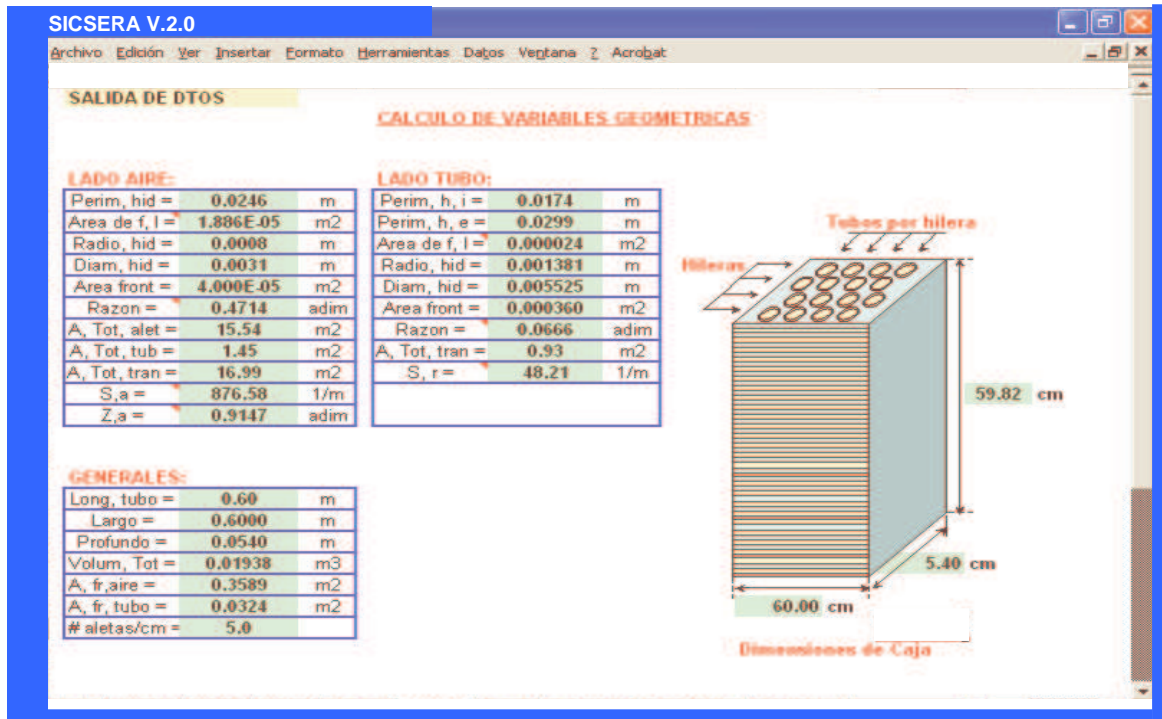 SICSERA V.2.0
Archivo Edición Ver Insertar Formato Herramientas Datos Ventana ? Acrobat
SALIDA DE DTOS
CALCULO DE VARIABLES GEOMETRICAS
LADO AIRE:
Perim, hid = 0.0246 m
Area de f, l = 1.886E-05 m2
Radio, hid = 0.0008 m
Diam, hid = 0.0031 m
Area front = 4.000E-05 m2
Razon = 0.4714 adim
A, Tot, alet = 15.54 m2
A, Tot, tub = 1.45 m2
A, Tot, tran = 16.99 m2
S,a = 876.58 1/m
Z,a = 0.9147 adim
LADO TUBO:
Perim, h, i = 0.0174 m
Perim, h, e = 0.0299 m
Area de f, l = 0.000024 m2
Radio, hid = 0.001381 m
Diam, hid = 0.005525 m
Area front = 0.000360 m2
Razon = 0.0666 adim
A, Tot, tran = 0.93 m2
S, r = 48.21 1/m
Tubos por hilera
Hileras
59.82 cm
5.40 cm
60.00 cm
Dimensiones de Caja
GENERALES:
Long, tubo = 0.60 m
Largo = 0.6000 m
Profundo = 0.0540 m
Volum, Tot = 0.01938 m3
A, fr,aire = 0.3589 m2
A, fr, tubo = 0.0324 m2
# aletas/cm = 5.0